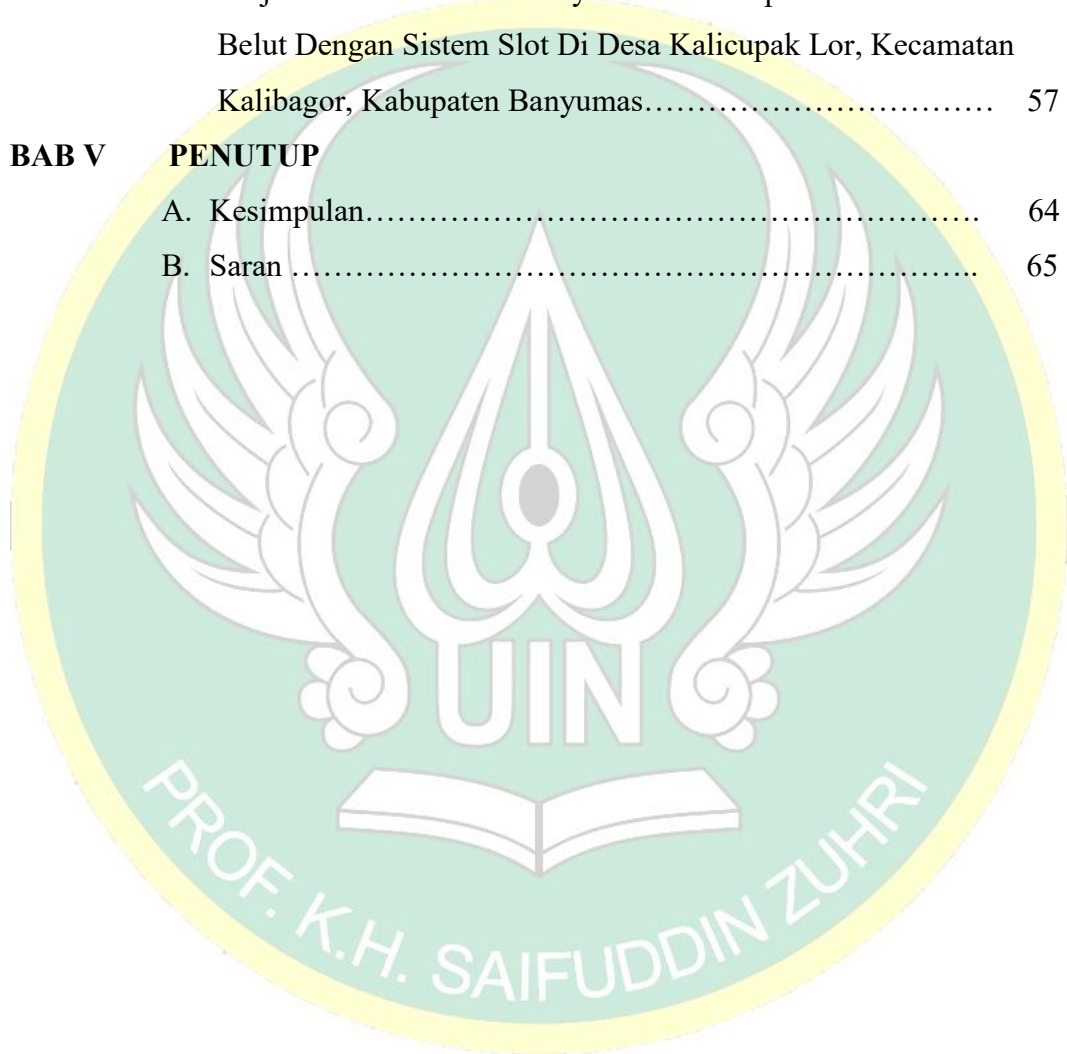 Belut Dengan Sistem Slot Di Desa Kalicupak Lor, Kecamatan
Kalibagor, Kabupaten Banyumas…………………………… 57
BAB V PENUTUP
A. Kesimpulan……………………………………………….. 64
B. Saran ………………………………………………………….. 65
UIN
PROF. K.H. SAIFUDDIN ZUHRI